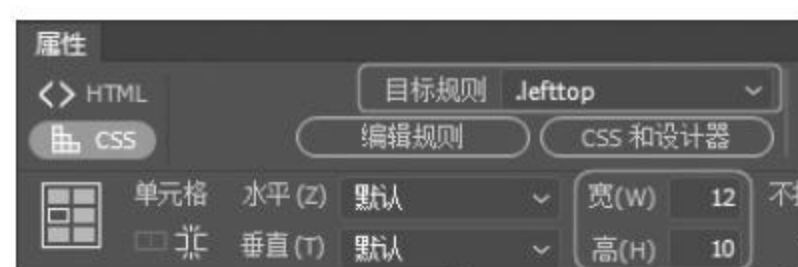 属性
HTML 目标规则 .lefttop
CSS 编辑规则 CSS 和设计器
单元格 水平(Z) 默认 宽(W) 12
垂直(T) 默认 高(H) 10